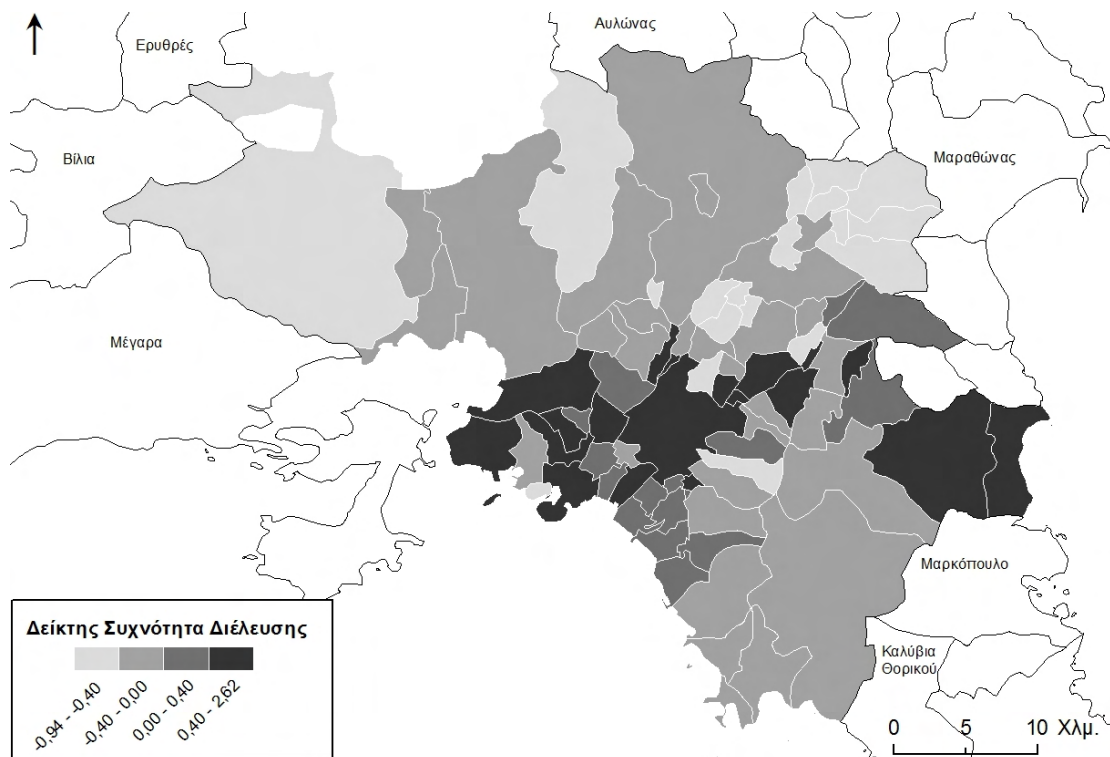 Αυλώνας
Ερυθρές
Βίλια
Μαραθώνας
Μέγαρα
Μαρκόπουλο
Καλύβια
Θορικού
Δείκτης Συχνότητα Διέλευσης
-0,94 - -0,40
-0,40 - 0,00
0,00 - 0,40
0,40 - 2,62
0 5 10 Χλμ.